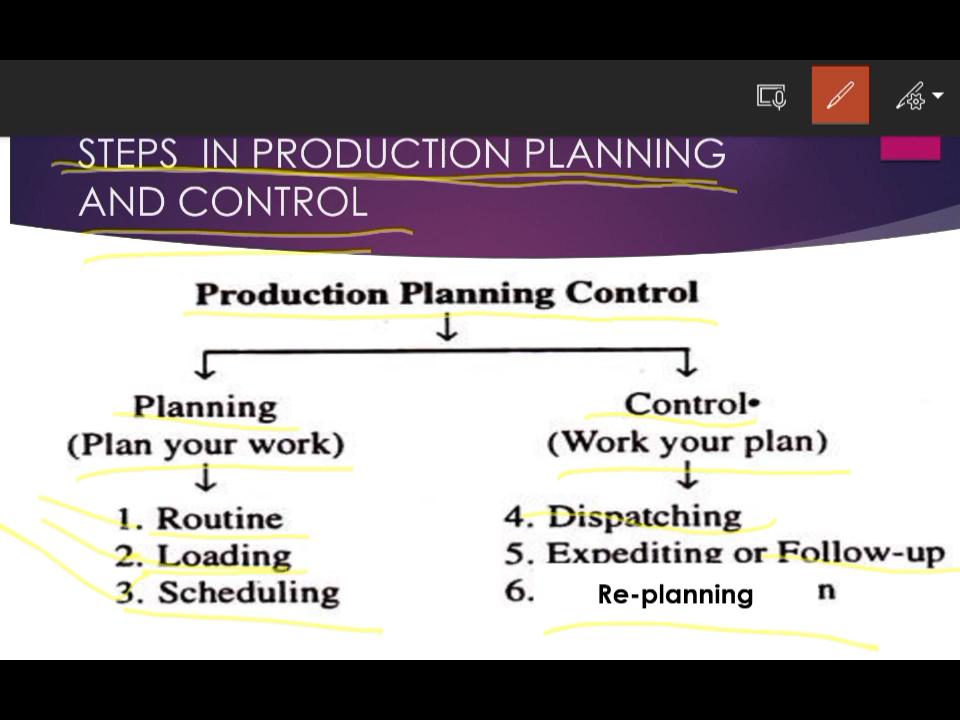 STEPS IN PRODUCTION PLANNING
AND CONTROL
Production Planning Control
Planning
(Plan your work)
1. Routine
2. Loading
3. Scheduling
Control•
(Work your plan)
4. Dispatching
5. Expediting or Follow-up
6. Re-planning n